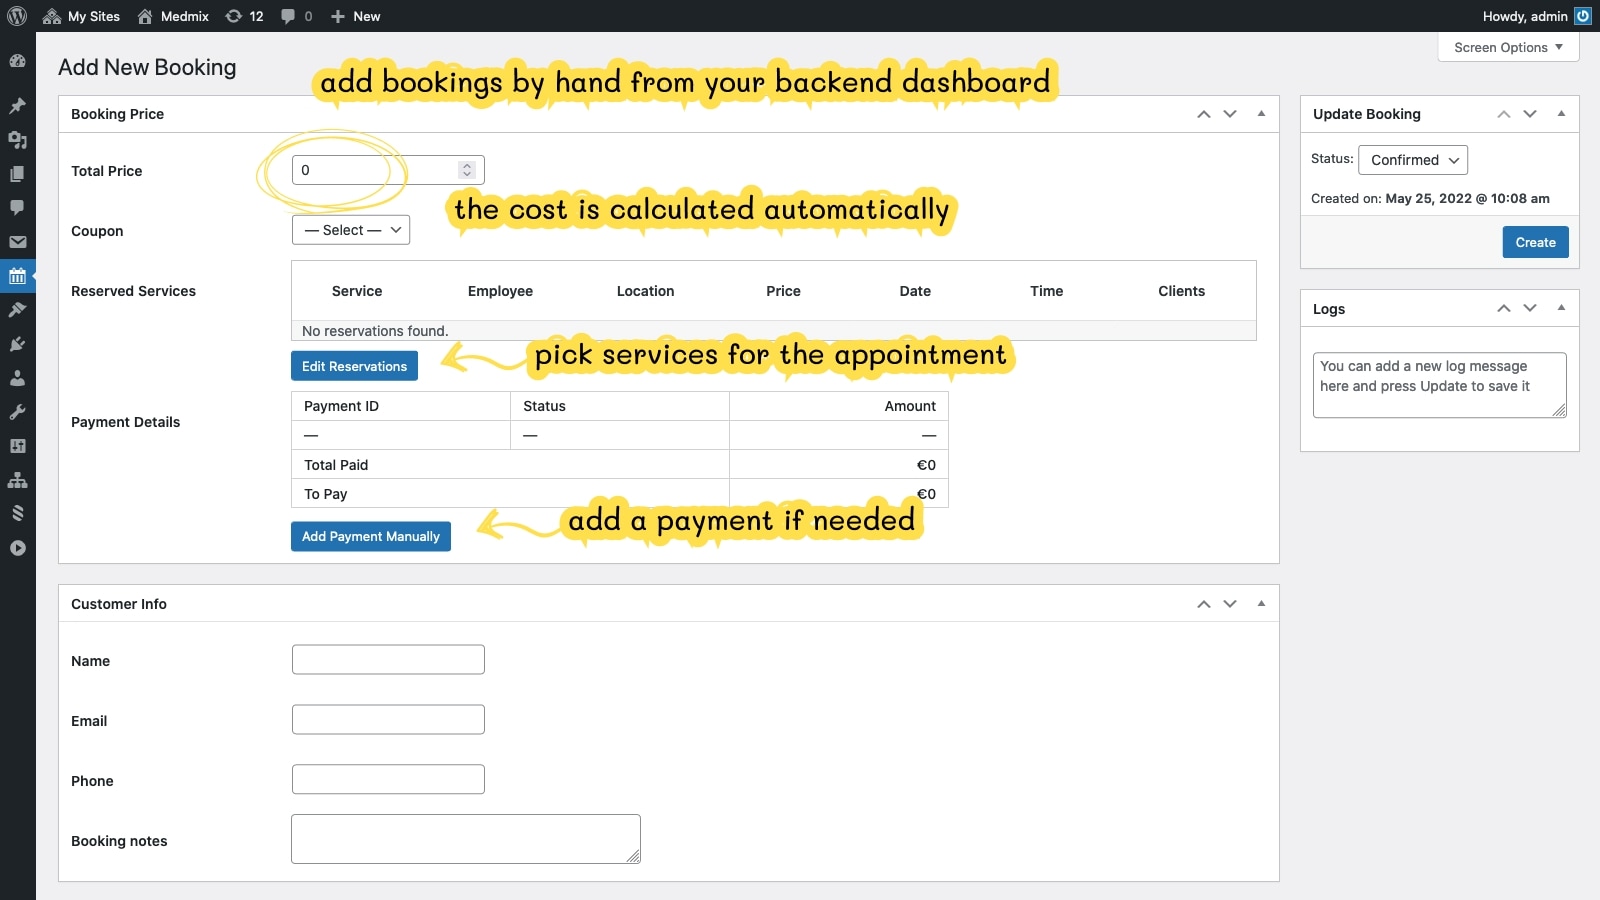 My Sites Medmix 12 0 New Howdy, admin
Screen Options
Add New Booking
add bookings by hand from your backend dashboard
Booking Price
Total Price 0
the cost is calculated automatically
Coupon — Select —
Reserved Services Service Employee Location Price Date Time Clients
No reservations found.
Edit Reservations
pick services for the appointment
Payment Details
Payment ID Status Amount
— — —
Total Paid €0
To Pay €0
Add Payment Manually
add a payment if needed
Customer Info
Name
Email
Phone
Booking notes
Update Booking
Status: Confirmed
Created on: May 25, 2022 @ 10:08 am
Create
Logs
You can add a new log message
here and press Update to save it